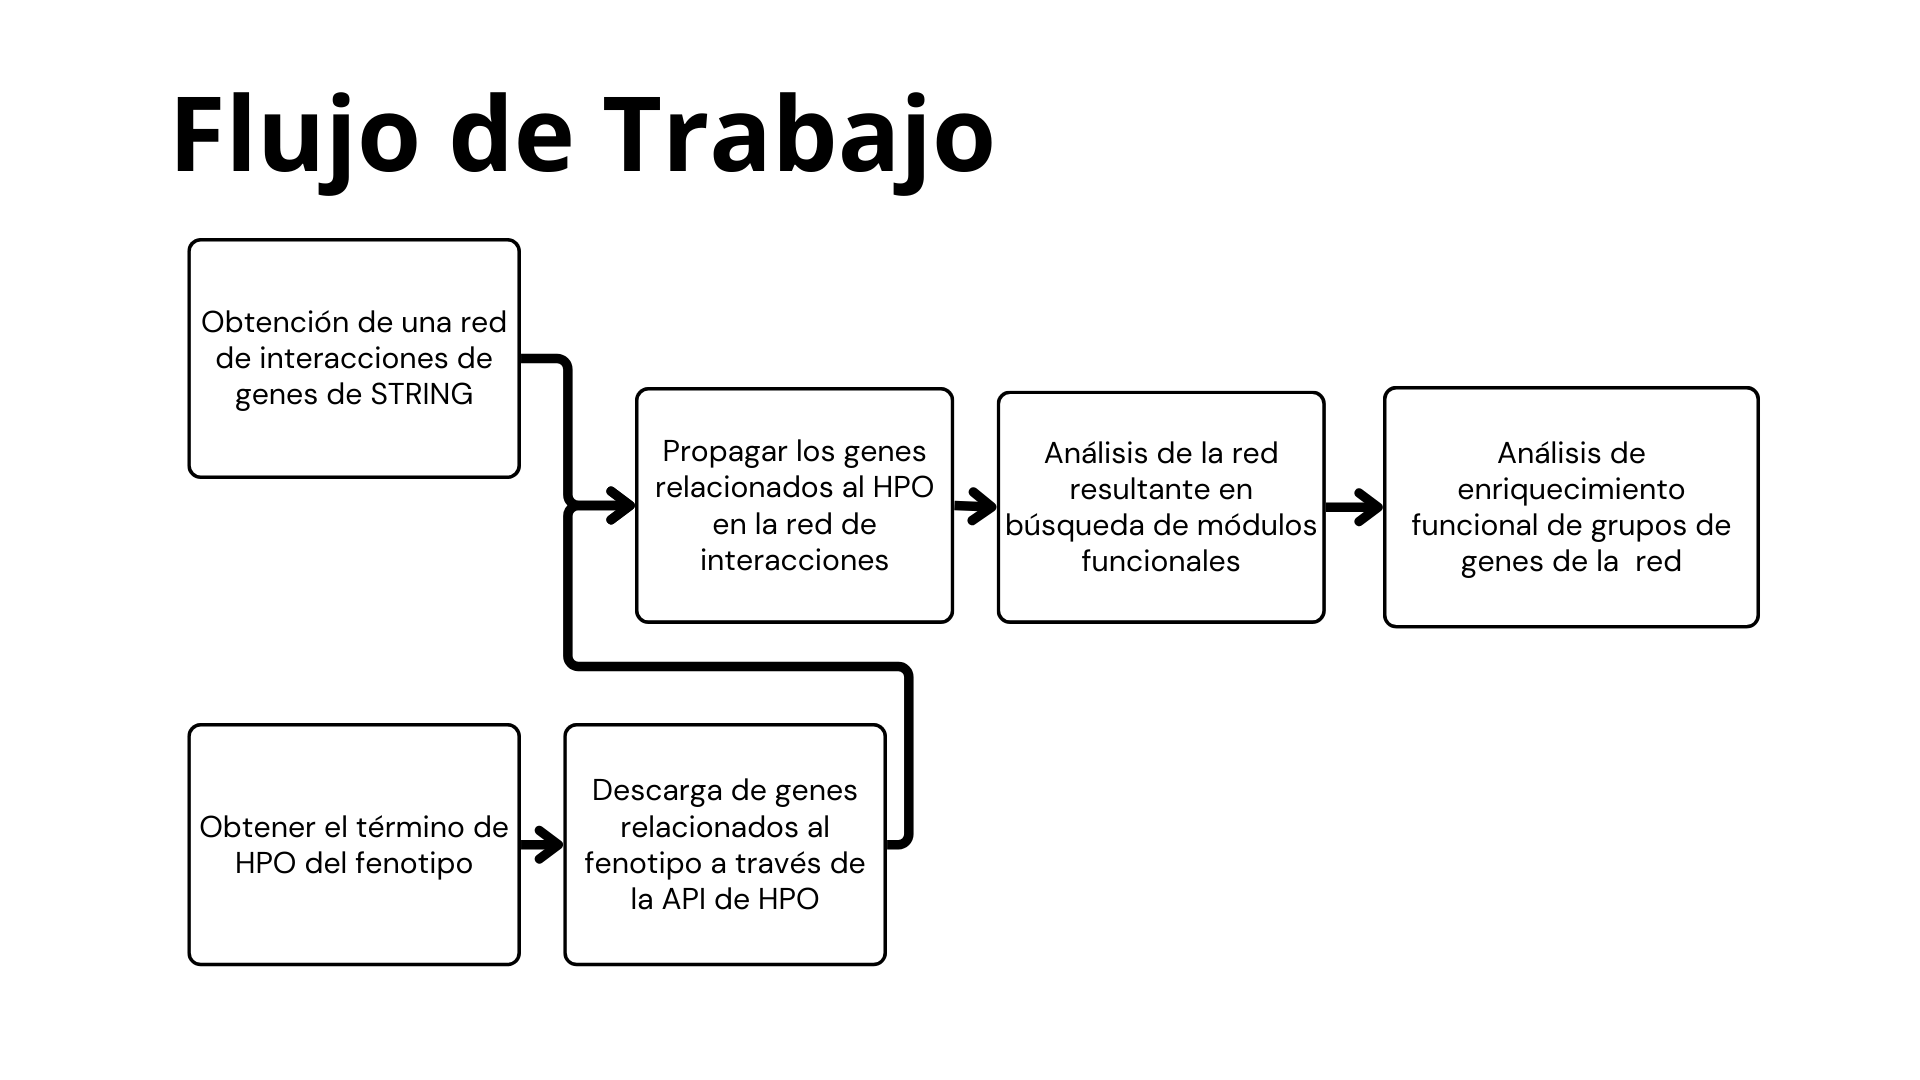 Flujo de Trabajo
Obtención de una red
de interacciones de
genes de STRING
Propagar los genes
relacionados al HPO
en la red de
interacciones
Análisis de la red
resultante en
búsqueda de módulos
funcionales
Análisis de
enriquecimiento
funcional de grupos de
genes de la  red
Obtener el término de
HPO del fenotipo
Descarga de genes
relacionados al
fenotipo a través de
la API de HPO